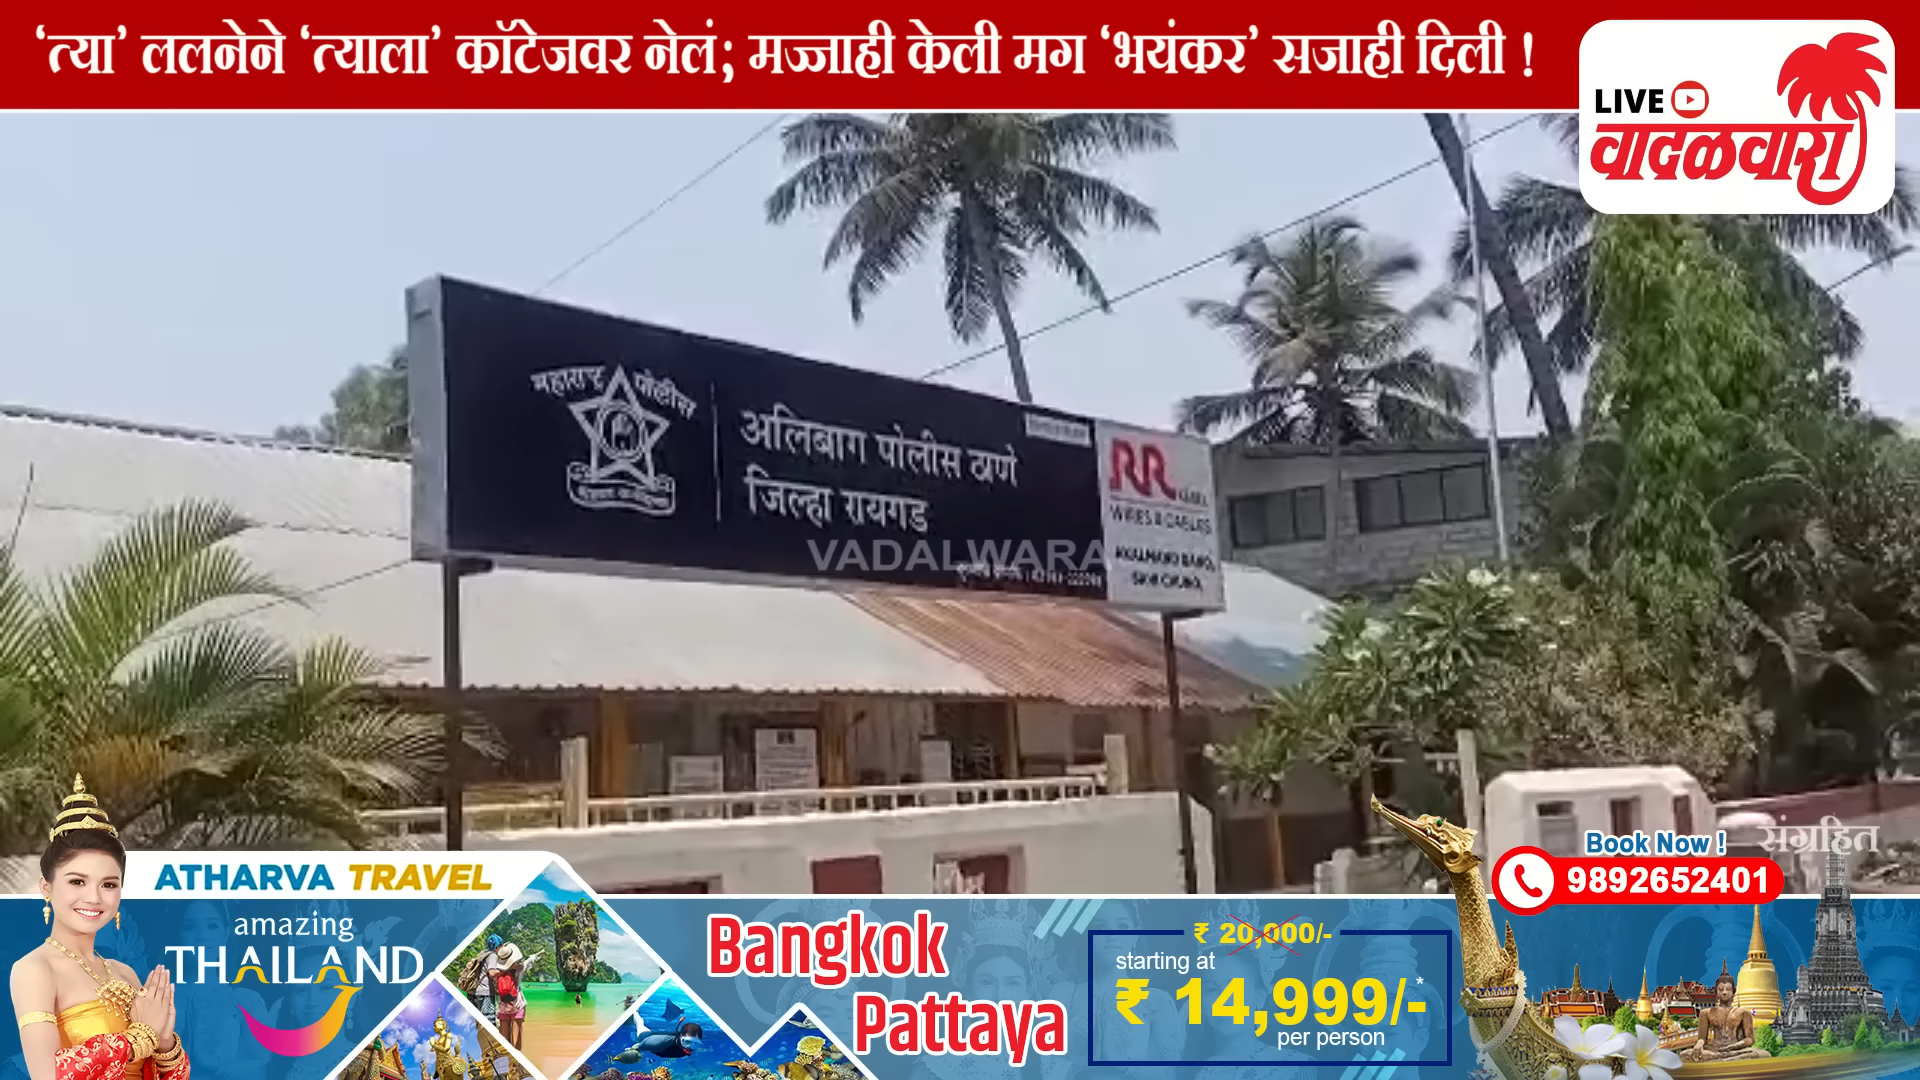 ‘त्या’ ललनेने ‘त्याला’ कॉटेजवर नेलं; मज्जाही केली मग ‘भयंकर’ सजाही दिली !
LIVE
वादळवारा
महाराष्ट्र पोलीस
अलिबाग पोलीस ठाणे
जिल्हा रायगड
RR
WIRES & CABLES
VADALWARA
संग्रहित
Book Now !
9892652401
ATHARVA TRAVEL
amazing
THAILAND
Bangkok
Pattaya
₹ 20,000/-
starting at
₹ 14,999/-*
per person